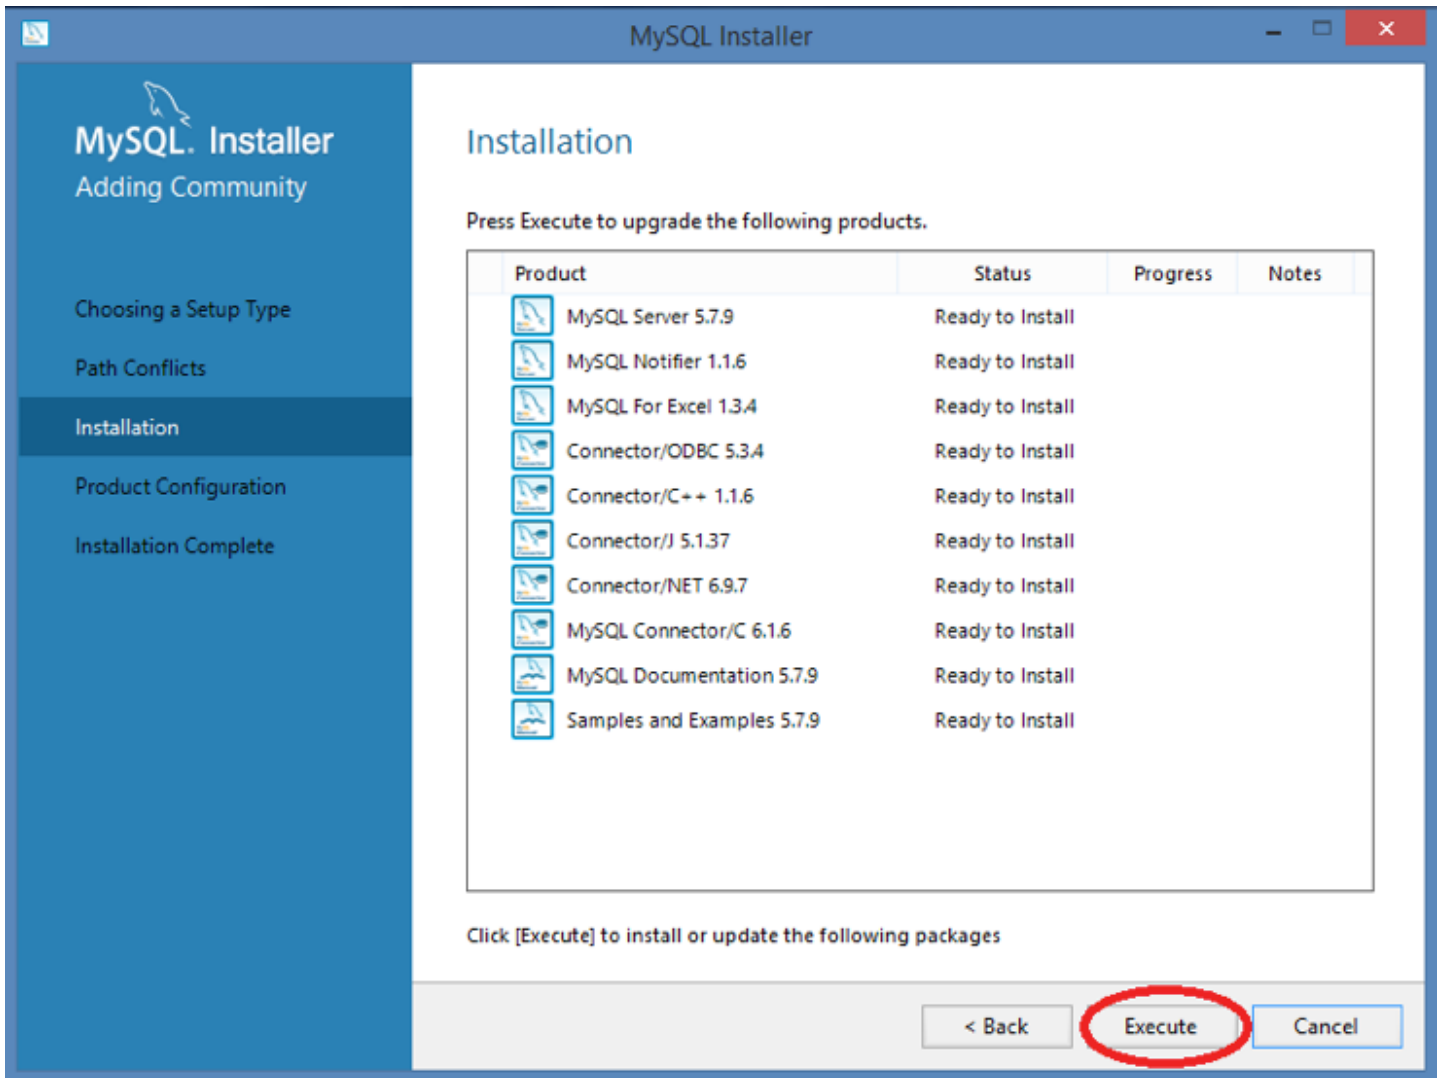 MySQL Installer
MySQL. Installer
Adding Community
Choosing a Setup Type
Path Conflicts
Installation
Product Configuration
Installation Complete
Installation
Press Execute to upgrade the following products.
Product Status Progress Notes
MySQL Server 5.7.9 Ready to Install
MySQL Notifier 1.1.6 Ready to Install
MySQL For Excel 1.3.4 Ready to Install
Connector/ODBC 5.3.4 Ready to Install
Connector/C++ 1.1.6 Ready to Install
Connector/J 5.1.37 Ready to Install
Connector/NET 6.9.7 Ready to Install
MySQL Connector/C 6.1.6 Ready to Install
MySQL Documentation 5.7.9 Ready to Install
Samples and Examples 5.7.9 Ready to Install
Click [Execute] to install or update the following packages
< Back Execute Cancel